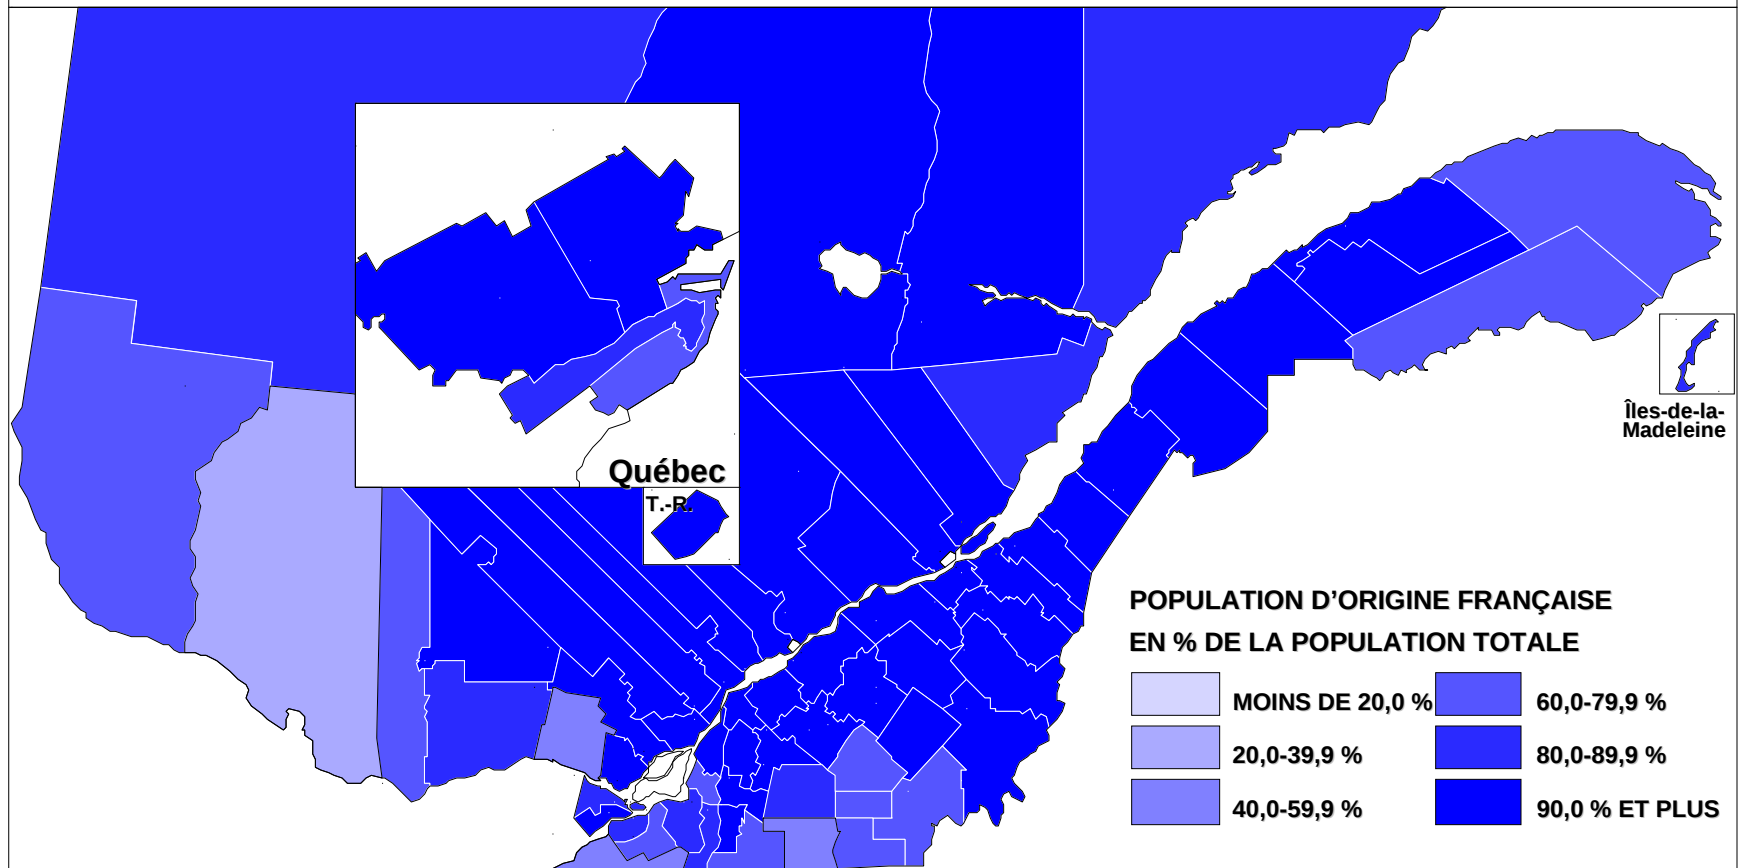 Québec
T.-R.
Îles-de-la-
Madeleine
POPULATION D’ORIGINE FRANÇAISE
EN % DE LA POPULATION TOTALE
MOINS DE 20,0 %
20,0-39,9 %
40,0-59,9 %
60,0-79,9 %
80,0-89,9 %
90,0 % ET PLUS